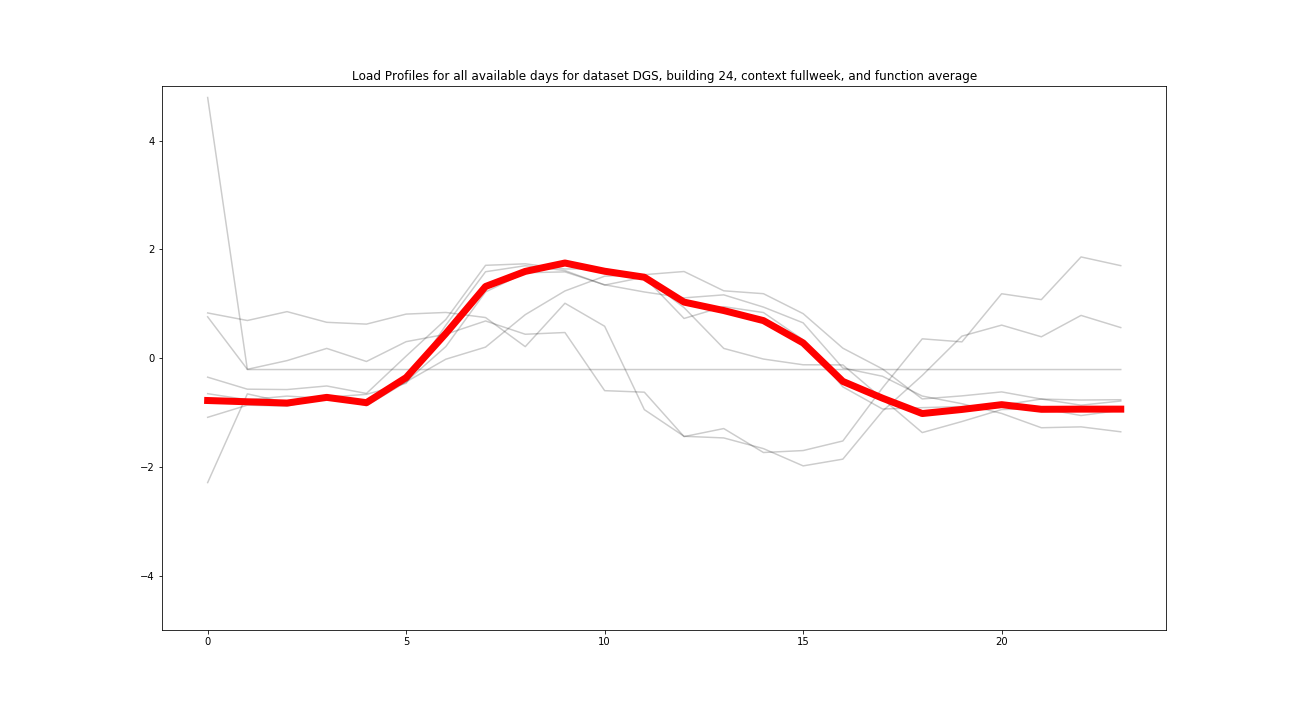 Load Profiles for all available days for dataset DGS, building 24, context fullweek, and function average
4
2
0
−2
−4
0 5 10 15 20